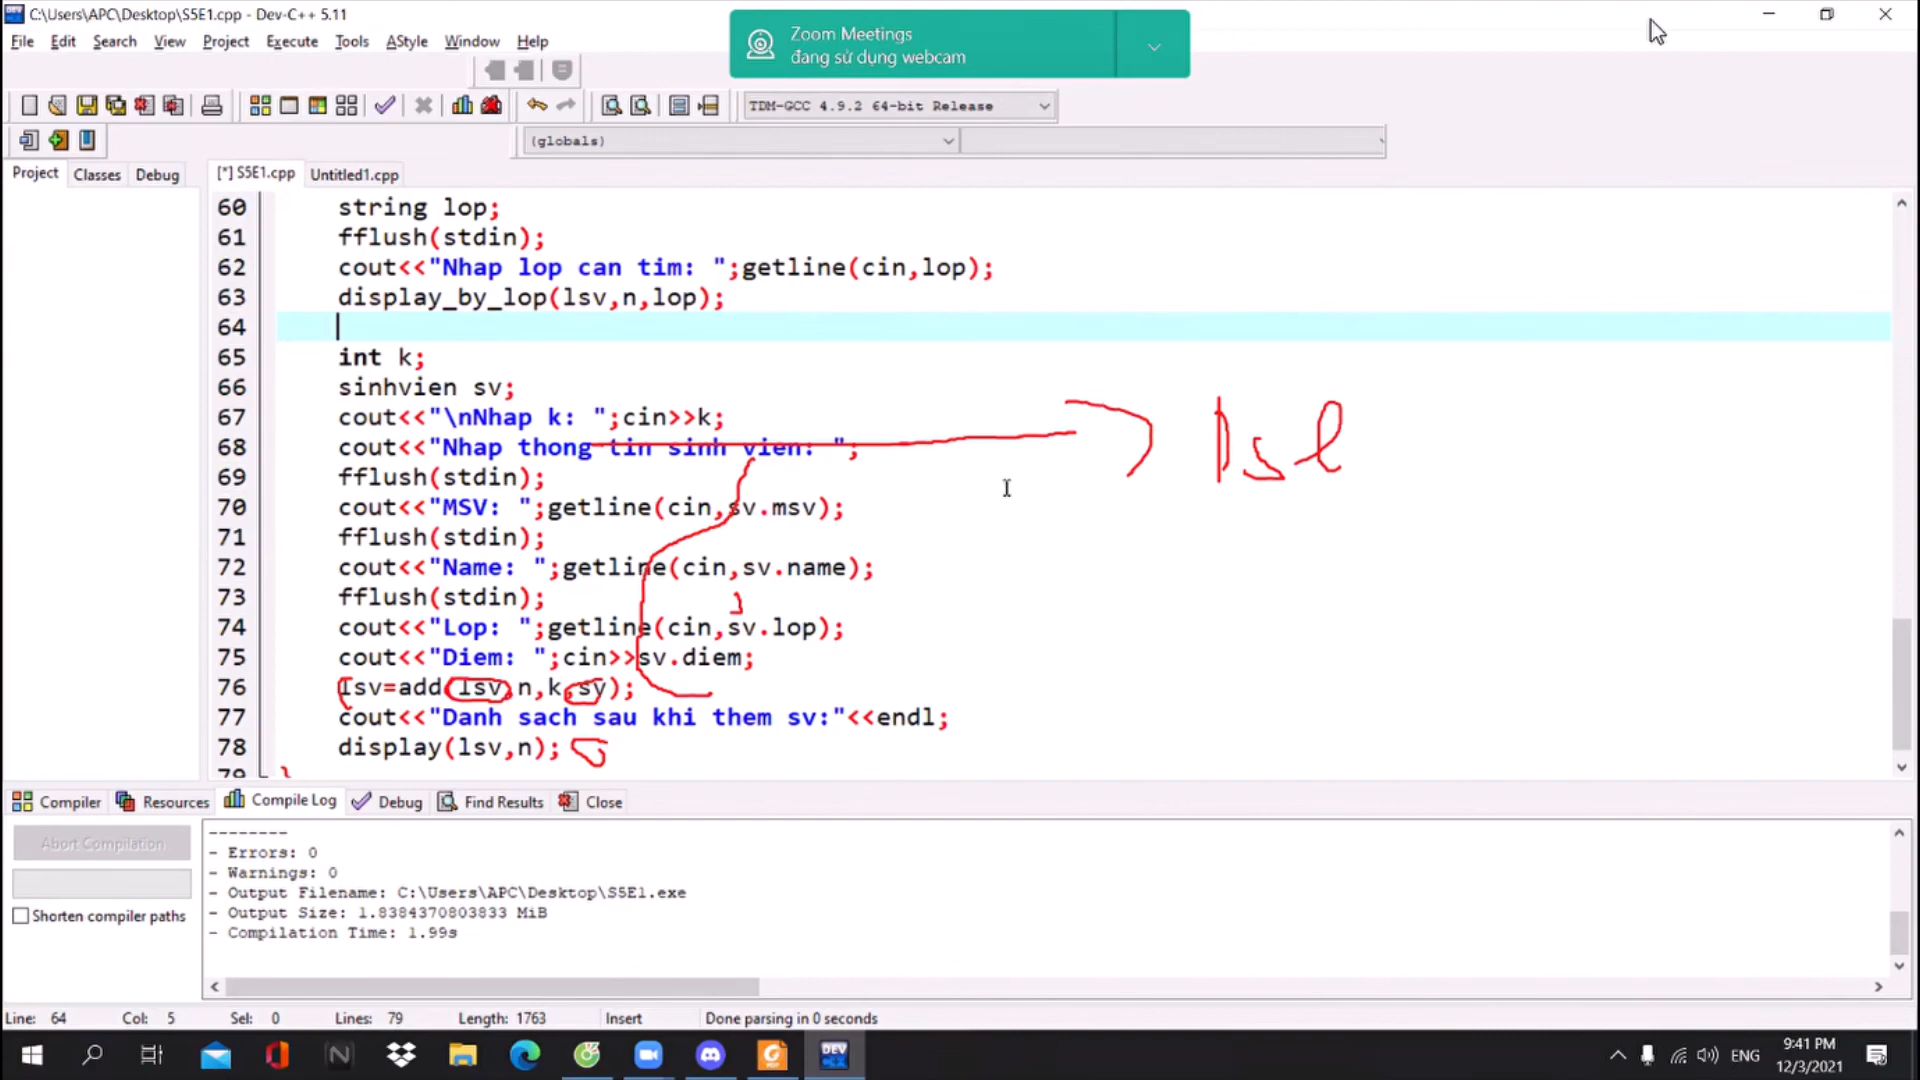 C:\Users\APC\Desktop\S5E1.cpp - Dev-C++ 5.11
File Edit Search View Project Execute Tools AStyle Window Help
Zoom Meetings
đang sử dụng webcam
TDM-GCC 4.9.2 64-bit Release
(globals)
Project Classes Debug
[*] S5E1.cpp Untitled1.cpp
60 string lop;
61 fflush(stdin);
62 cout<<"Nhap lop can tim: ";getline(cin,lop);
63 display_by_lop(lsv,n,lop);
64
65 int k;
66 sinhvien sv;
67 cout<<"\nNhap k: ";cin>>k;
68 cout<<"Nhap thong tin sinh vien: ";
69 fflush(stdin);
70 cout<<"MSV: ";getline(cin,sv.msv);
71 fflush(stdin);
72 cout<<"Name: ";getline(cin,sv.name);
73 fflush(stdin);
74 cout<<"Lop: ";getline(cin,sv.lop);
75 cout<<"Diem: ";cin>>sv.diem;
76 lsv=add(lsv,n,k,sv);
77 cout<<"Danh sach sau khi them sv:"<<endl;
78 display(lsv,n);
79 }
Compiler Resources Compile Log Debug Find Results Close
Abort Compilation
Shorten compiler paths
--------
- Errors: 0
- Warnings: 0
- Output Filename: C:\Users\APC\Desktop\S5E1.exe
- Output Size: 1.8384370803833 MiB
- Compilation Time: 1.99s
Line: 64 Col: 5 Sel: 0 Lines: 79 Length: 1763 Insert Done parsing in 0 seconds
DEV
ENG
9:41 PM
12/3/2021